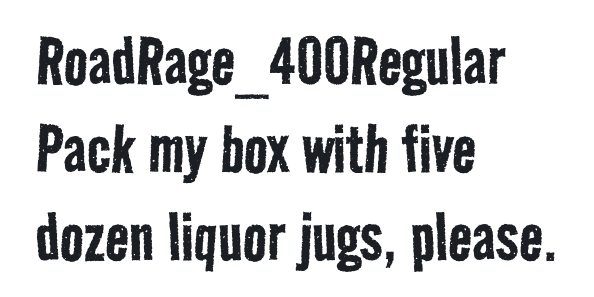 RoadRage_400Regular
Pack my box with five
dozen liquor jugs, please.